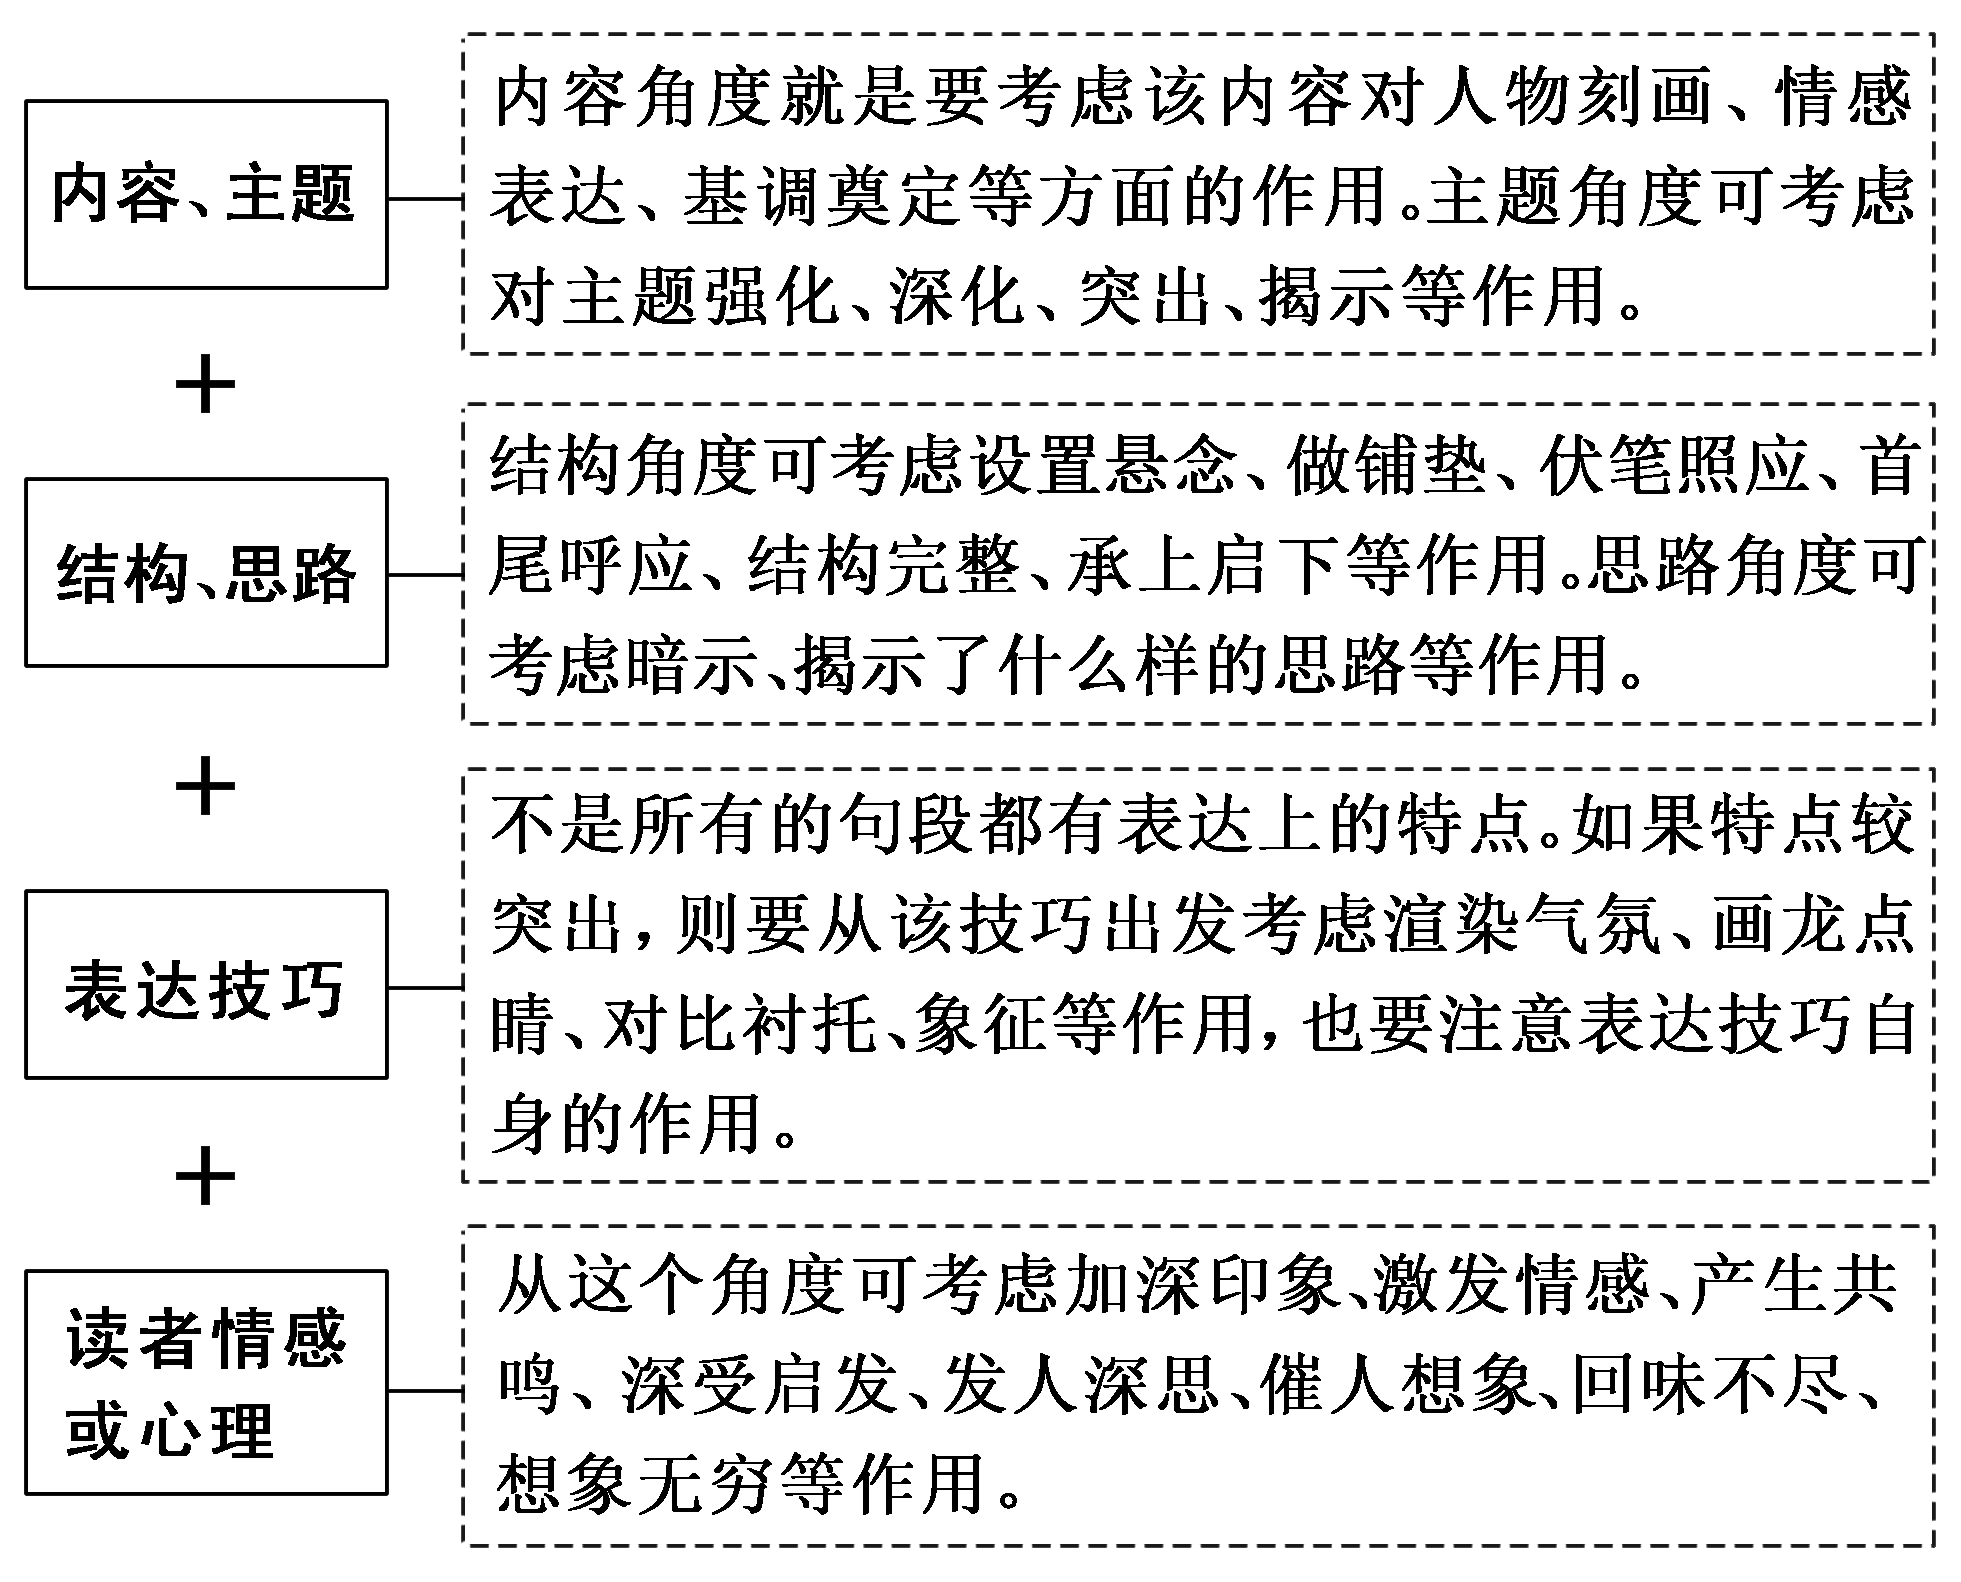 内容、主题
内容角度就是要考虑该内容对人物刻画、情感
表达、基调奠定等方面的作用。主题角度可考虑
对主题强化、深化、突出、揭示等作用。
+
结构、思路
结构角度可考虑设置悬念、做铺垫、伏笔照应、首
尾呼应、结构完整、承上启下等作用。思路角度可
考虑暗示、揭示了什么样的思路等作用。
+
表达技巧
不是所有的句段都有表达上的特点。如果特点较
突出，则要从该技巧出发考虑渲染气氛、画龙点
睛、对比衬托、象征等作用，也要注意表达技巧自
身的作用。
+
读者情感
或心理
从这个角度可考虑加深印象、激发情感、产生共
鸣、深受启发、发人深思、催人想象、回味不尽、
想象无穷等作用。